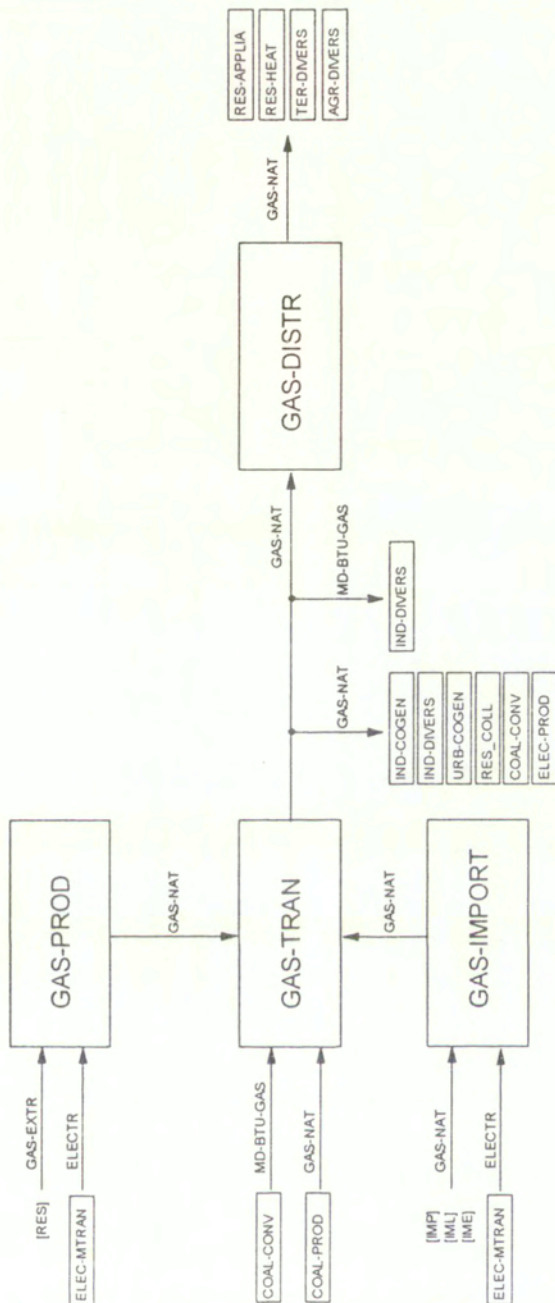 [RES]
GAS-EXTR
ELEC-MTRAN
ELECTR
GAS-PROD
GAS-NAT
COAL-CONV
MD-BTU-GAS
COAL-PROD
GAS-NAT
GAS-TRAN
[IMP]
[IML]
[IME]
GAS-NAT
ELEC-MTRAN
ELECTR
GAS-IMPORT
GAS-NAT
GAS-NAT
IND-COGEN
IND-DIVERS
URB-COGEN
RES_COLL
COAL-CONV
ELEC-PROD
MD-BTU-GAS
IND-DIVERS
GAS-NAT
GAS-DISTR
GAS-NAT
RES-APPLIA
RES-HEAT
TER-DIVERS
AGR-DIVERS